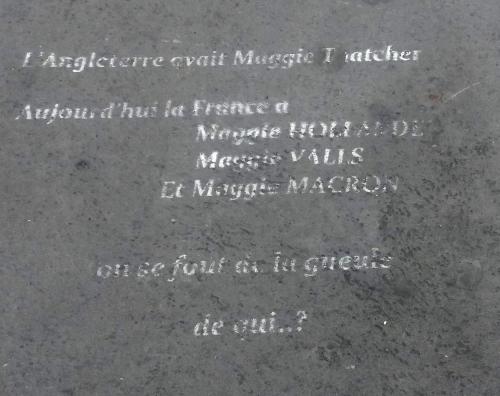 L'Angleterre avait Maggie Thatcher
Aujourd'hui la France a
Maggie HOLLANDE
Maggie VALLS
Et Maggie MACRON
on se fout de la gueule
de qui..?